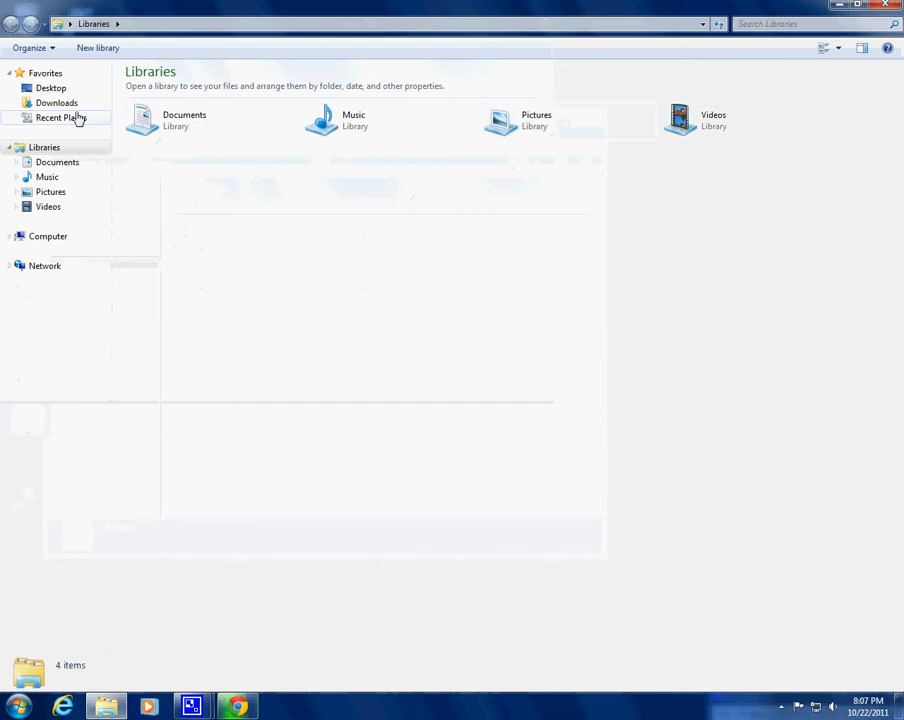 Libraries
Search Libraries
Organize
New library
Favorites
Desktop
Downloads
Recent Places
Libraries
Documents
Music
Pictures
Videos
Computer
Network
Libraries
Open a library to see your files and arrange them by folder, date, and other properties.
Documents
Library
Music
Library
Pictures
Library
Videos
Library
4 items
8:07 PM
10/22/2011